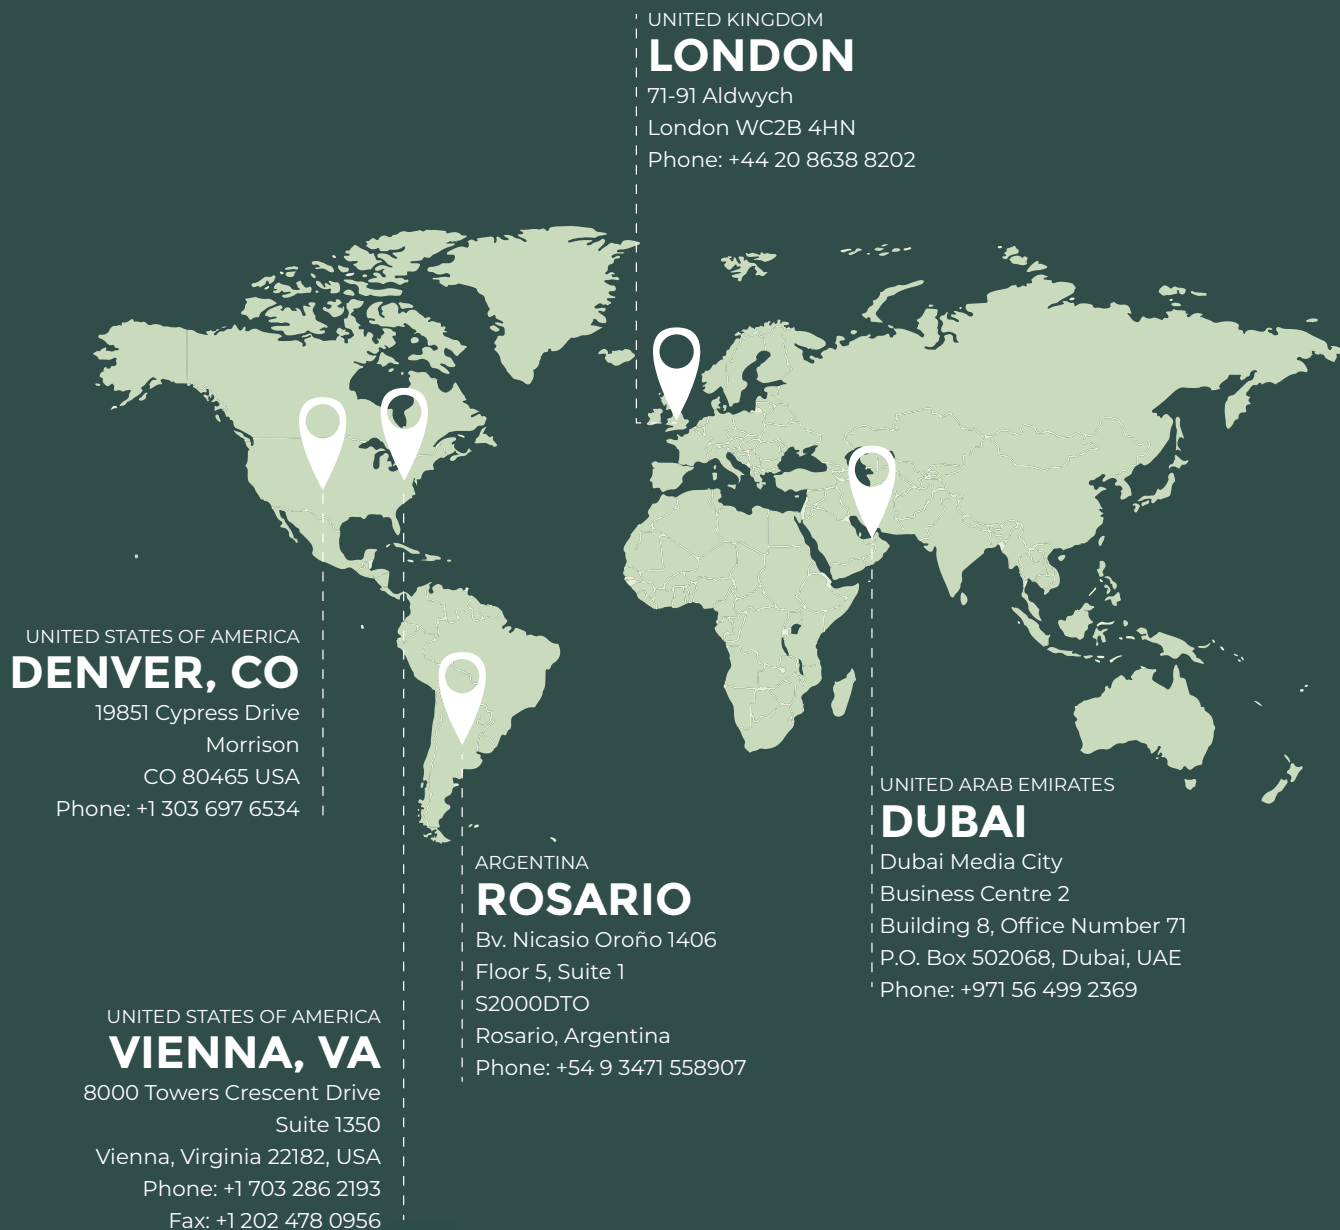 UNITED KINGDOM
LONDON
71-91 Aldwych
London WC2B 4HN
Phone: +44 20 8638 8202
UNITED STATES OF AMERICA
DENVER, CO
19851 Cypress Drive
Morrison
CO 80465 USA
Phone: +1 303 697 6534
UNITED ARAB EMIRATES
DUBAI
Dubai Media City
Business Centre 2
Building 8, Office Number 71
P.O. Box 502068, Dubai, UAE
Phone: +971 56 499 2369
ARGENTINA
ROSARIO
Bv. Nicasio Oroño 1406
Floor 5, Suite 1
S2000DTO
Rosario, Argentina
Phone: +54 9 3471 558907
UNITED STATES OF AMERICA
VIENNA, VA
8000 Towers Crescent Drive
Suite 1350
Vienna, Virginia 22182, USA
Phone: +1 703 286 2193
Fax: +1 202 478 0956